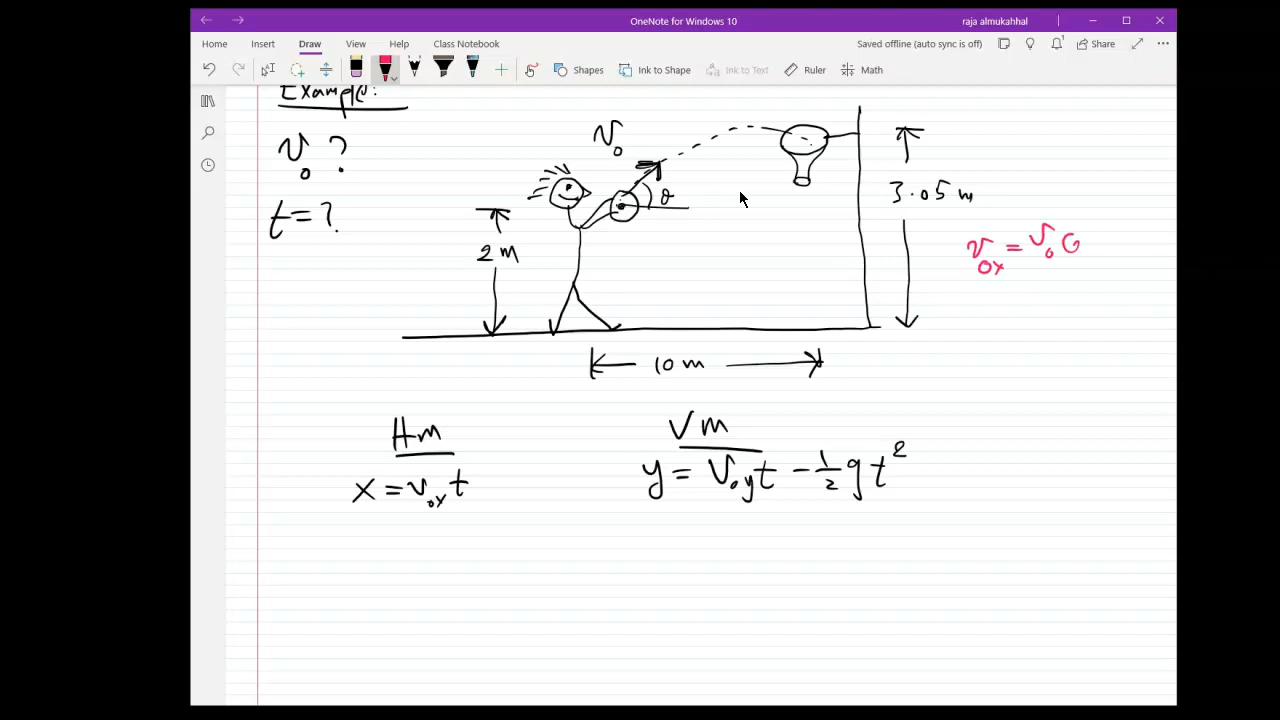 OneNote for Windows 10
raja almukahhal
Home Insert Draw View Help Class Notebook
Saved offline (auto sync is off)
Share
Shapes
Ink to Shape
Ink to Text
Ruler
Math
Example:
v₀ ?
t = ?
v₀
θ
2 m
3.05 m
v₀ₓ = v₀ C
10 m
Hm
x = v₀ₓ t
Vm
y = v₀y t - 1/2 g t²